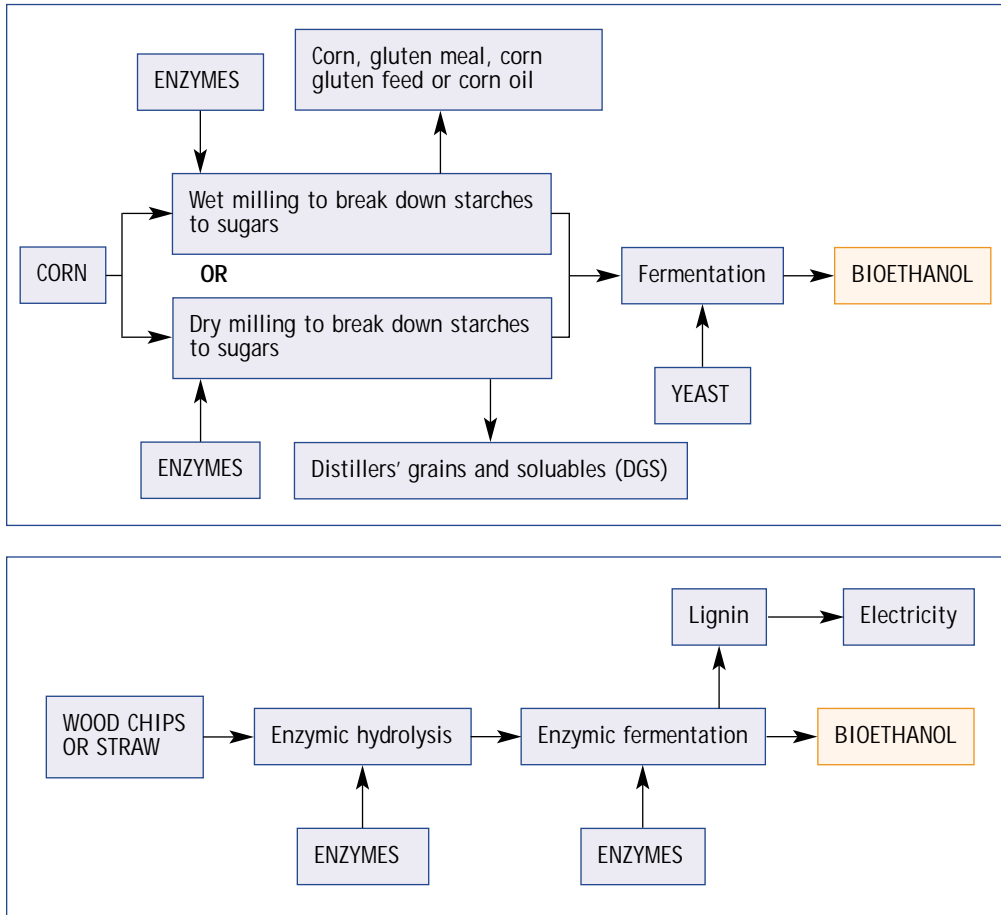 Corn, gluten meal, corn
gluten feed or corn oil
ENZYMES
Wet milling to break down starches
to sugars
CORN
OR
Fermentation
BIOETHANOL
Dry milling to break down starches
to sugars
YEAST
ENZYMES
Distillers' grains and soluables (DGS)
Lignin
Electricity
WOOD CHIPS
OR STRAW
Enzymic hydrolysis
Enzymic fermentation
BIOETHANOL
ENZYMES
ENZYMES